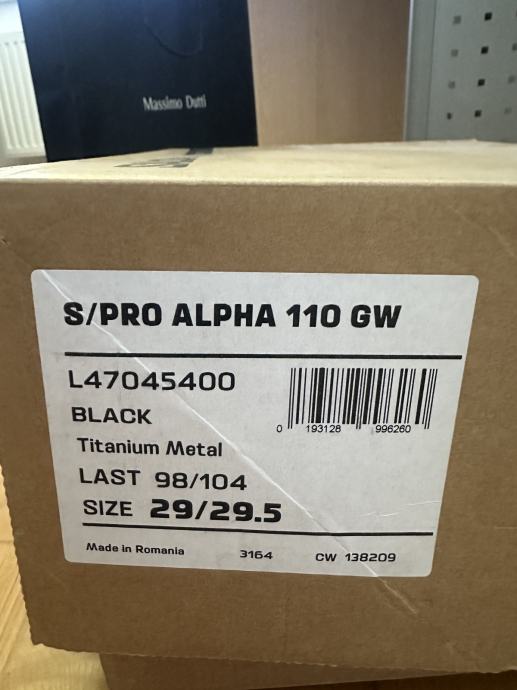 Massimo Dutti
S/PRO ALPHA 110 GW
L47045400
BLACK
Titanium Metal
LAST 98/104
SIZE 29/29.5
0 193128 996260
Made in Romania 3164 CW 138209